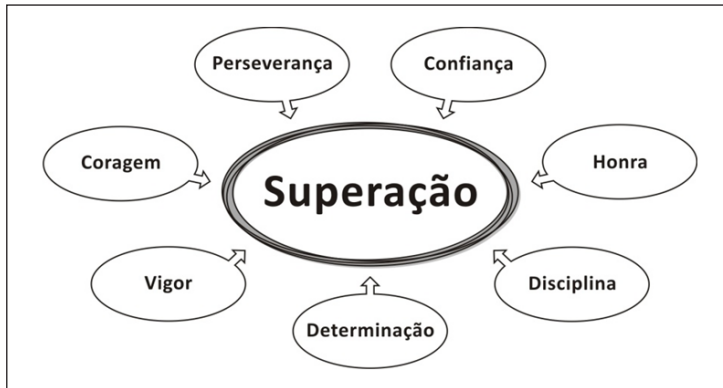 Perseverança
Confiança
Coragem
Superação
Honra
Vigor
Disciplina
Determinação